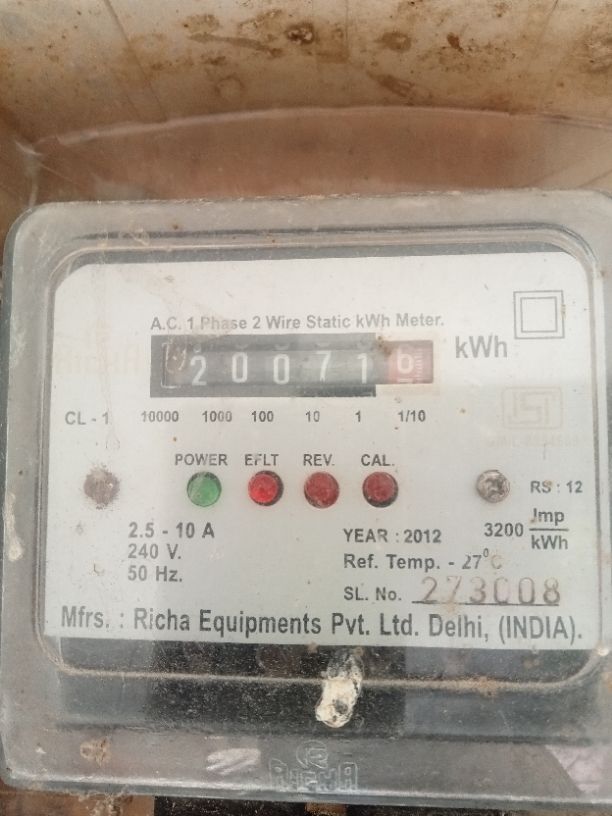 A.C. 1 Phase 2 Wire Static kWh Meter.
20071 kWh
CL - 1 10000 1000 100 10 1 1/10
POWER EFLT REV. CAL.
RS : 12
2.5 - 10 A
240 V.
50 Hz.
YEAR : 2012 3200 Imp/kWh
Ref. Temp. - 27°C
SL. No. 273008
Mfrs. : Richa Equipments Pvt. Ltd. Delhi, (INDIA).
RICHA